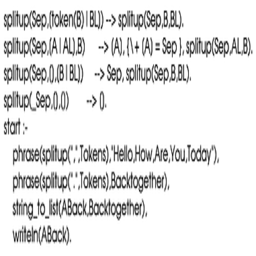 splitup(Sep,(token(B)|BL)) --> splitup(Sep,B,BL).
splitup(Sep,(A|AL),B) --> (A), {\+ (A) = Sep }, splitup(Sep,AL,B).
splitup(Sep,(),(B|BL)) --> Sep, splitup(Sep,B,BL).
splitup(_Sep,(),()) --> ().
start :-
phrase(splitup(",",Tokens),"Hello,How,Are,You,Today"),
phrase(splitup(".",Tokens),Backtogether),
string_to_list(ABack,Backtogether),
writeln(ABack).